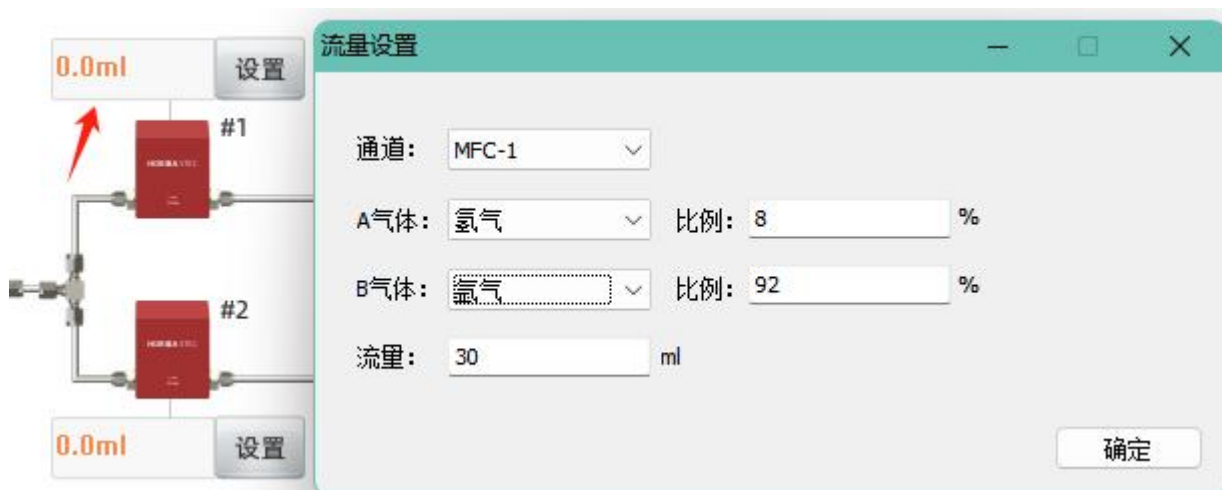 流量设置
0.0ml
设置
#1
通道： MFC-1
A气体： 氢气 比例： 8 %
B气体： 氩气 比例： 92 %
#2
流量： 30 ml
0.0ml
设置
确定